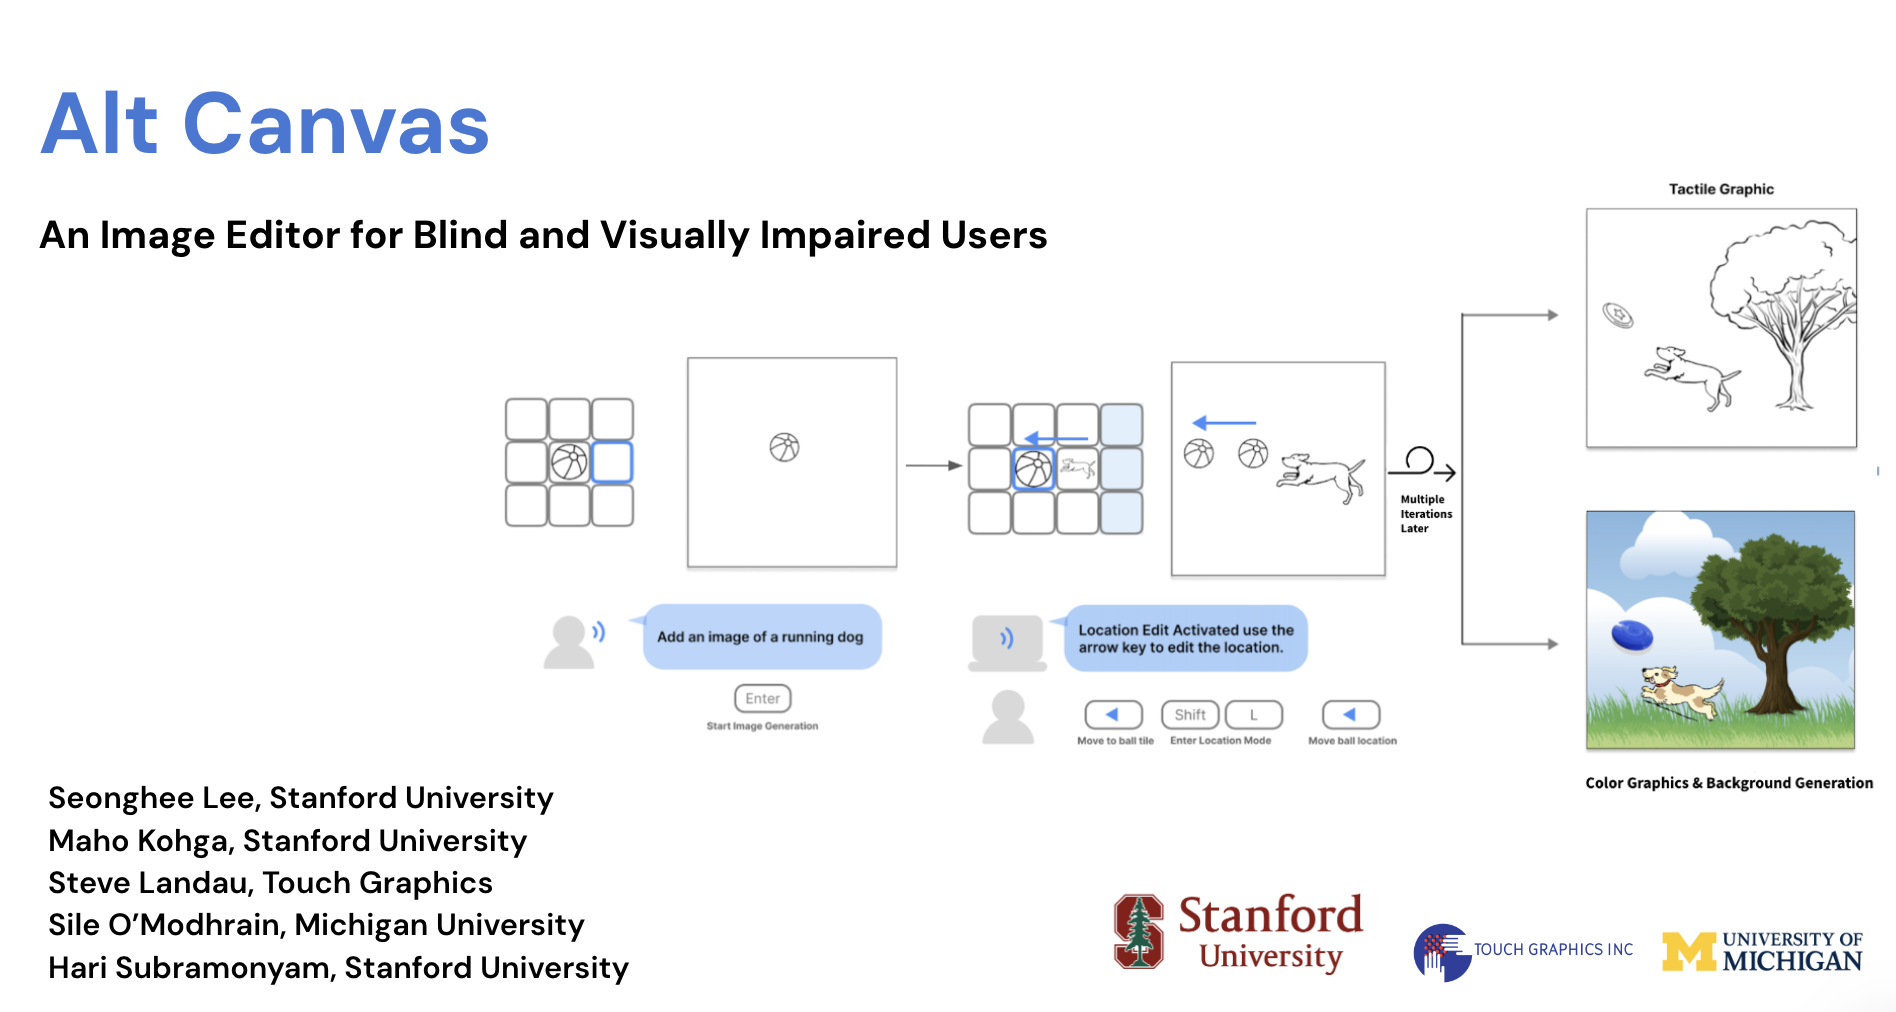 Alt Canvas
An Image Editor for Blind and Visually Impaired Users
Tactile Graphic
Multiple
Iterations
Later
Add an image of a running dog
Enter
Start Image Generation
Location Edit Activated use the
arrow key to edit the location.
Shift
L
Move to ball tile
Enter Location Mode
Move ball location
Color Graphics & Background Generation
Seonghee Lee, Stanford University
Maho Kohga, Stanford University
Steve Landau, Touch Graphics
Sile O’Modhrain, Michigan University
Hari Subramonyam, Stanford University
Stanford
University
TOUCH GRAPHICS INC
UNIVERSITY OF
MICHIGAN